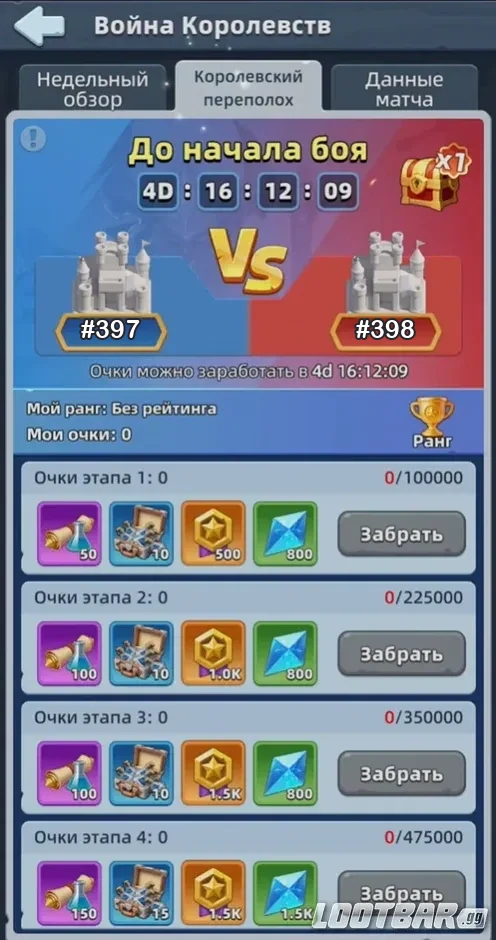 Война Королевств
Недельный
обзор
Королевский
переполох
Данные
матча
До начала боя
x1
4D : 16 : 12 : 09
Vs
#397
#398
Очки можно заработать в 4d 16:12:09
Мой ранг: Без рейтинга
Мои очки: 0
Ранг
Очки этапа 1: 0
0/100000
50
10
500
800
Забрать
Очки этапа 2: 0
0/225000
100
10
1.0K
800
Забрать
Очки этапа 3: 0
0/350000
100
10
1.5K
800
Забрать
Очки этапа 4: 0
0/475000
150
15
1.5K
1.5K
Забрать
LOOTBAR.gg